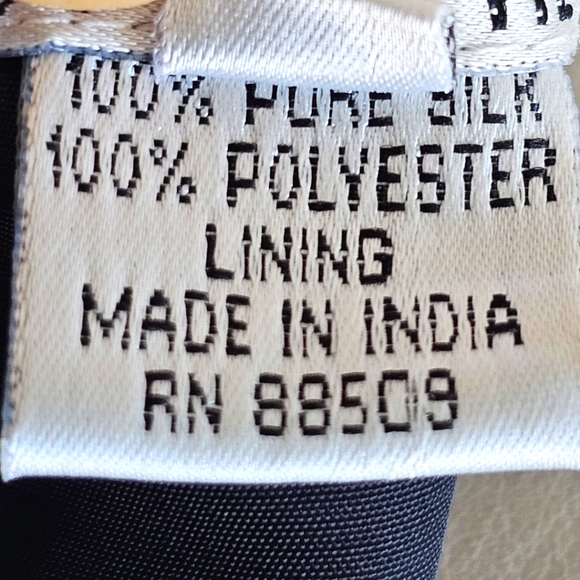 100% PURE SILK
100% POLYESTER
LINING
MADE IN INDIA
RN 88509